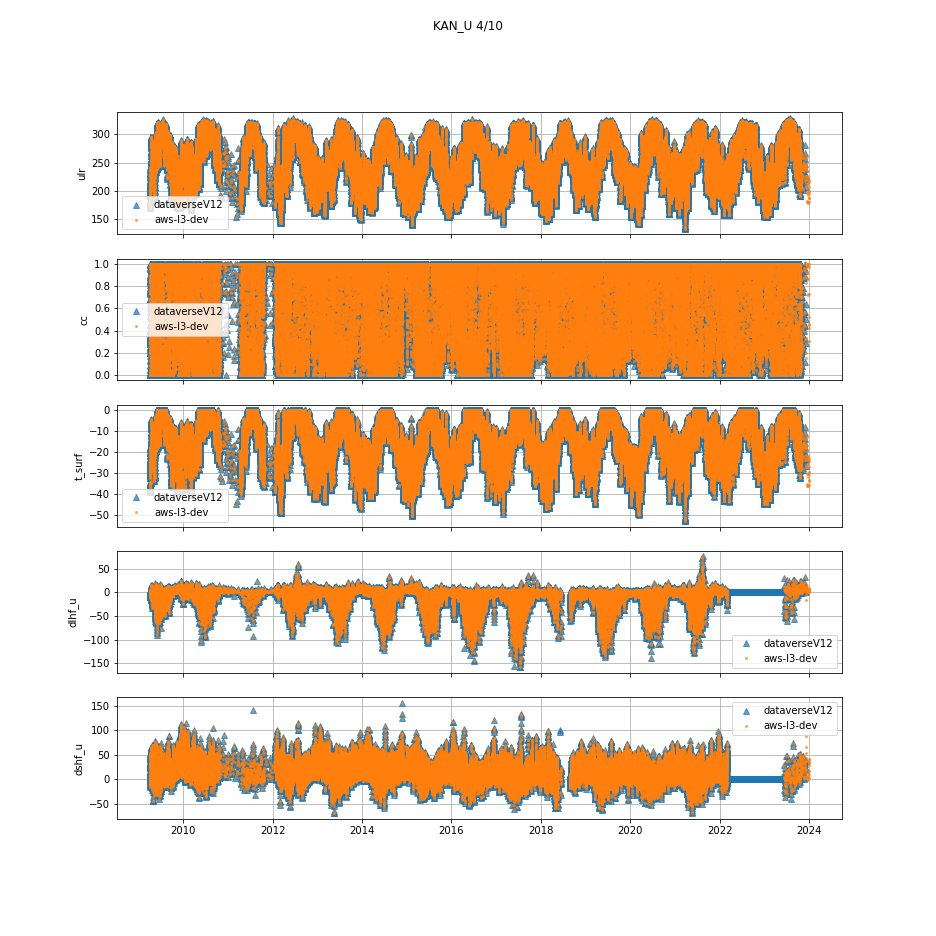 KAN_U 4/10
300
250
200
150
ulr
dataverseV12
aws-l3-dev
1.0
0.8
0.6
0.4
0.2
0.0
cc
dataverseV12
aws-l3-dev
0
−10
−20
−30
−40
−50
t_surf
dataverseV12
aws-l3-dev
50
0
−50
−100
−150
dlhf_u
dataverseV12
aws-l3-dev
150
100
50
0
−50
dshf_u
dataverseV12
aws-l3-dev
2010 2012 2014 2016 2018 2020 2022 2024